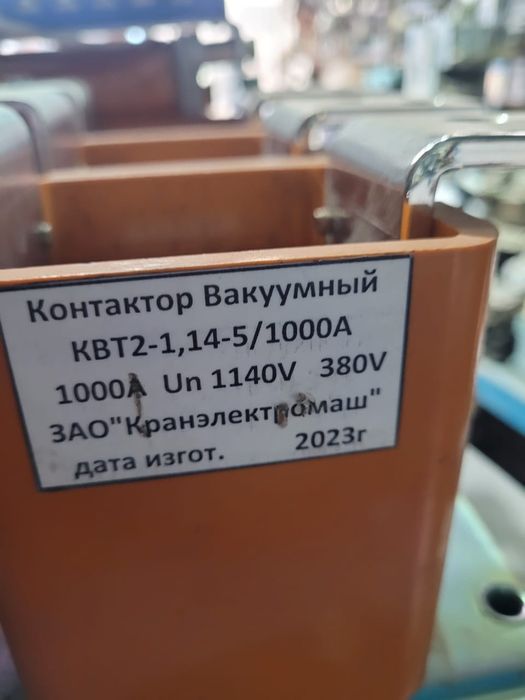 Контактор Вакуумный
КВТ2-1,14-5/1000А
1000А Un 1140V 380V
ЗАО"Кранэлектромаш"
дата изгот. 2023г